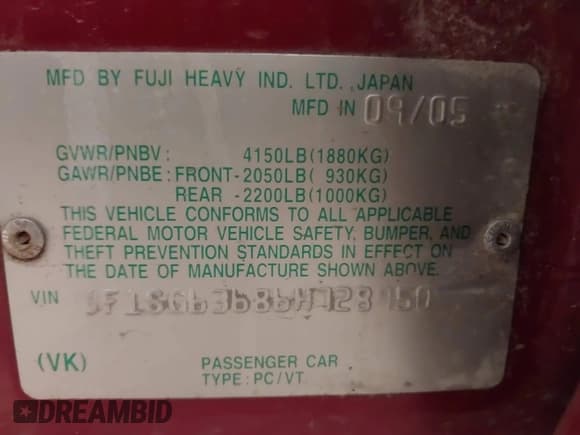 MFD BY FUJI HEAVY IND. LTD., JAPAN
MFD IN 09/05
GVWR/PNBV: 4150LB(1880KG)
GAWR/PNBE: FRONT-2050LB( 930KG)
REAR -2200LB(1000KG)
THIS VEHICLE CONFORMS TO ALL APPLICABLE
FEDERAL MOTOR VEHICLE SAFETY, BUMPER, AND
THEFT PREVENTION STANDARDS IN EFFECT ON
THE DATE OF MANUFACTURE SHOWN ABOVE.
VIN
(VK) PASSENGER CAR
TYPE: PC/VT
DREAMBID